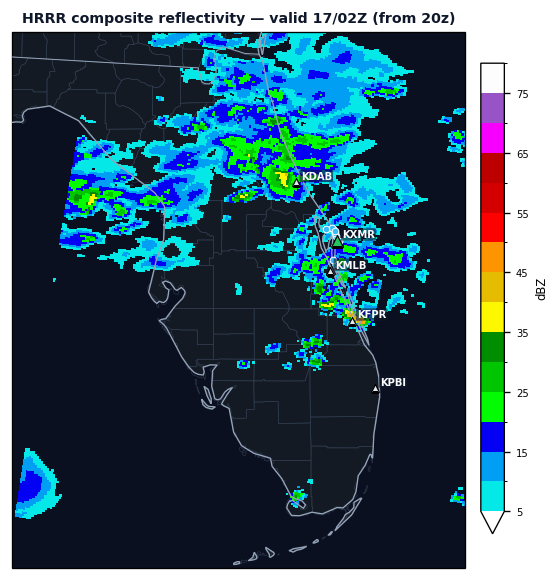 HRRR composite reflectivity — valid 17/02Z (from 20z)
KDAB
KXMR
KMLB
KFPR
KPBI
75
65
55
45
35
25
15
5
dBZ